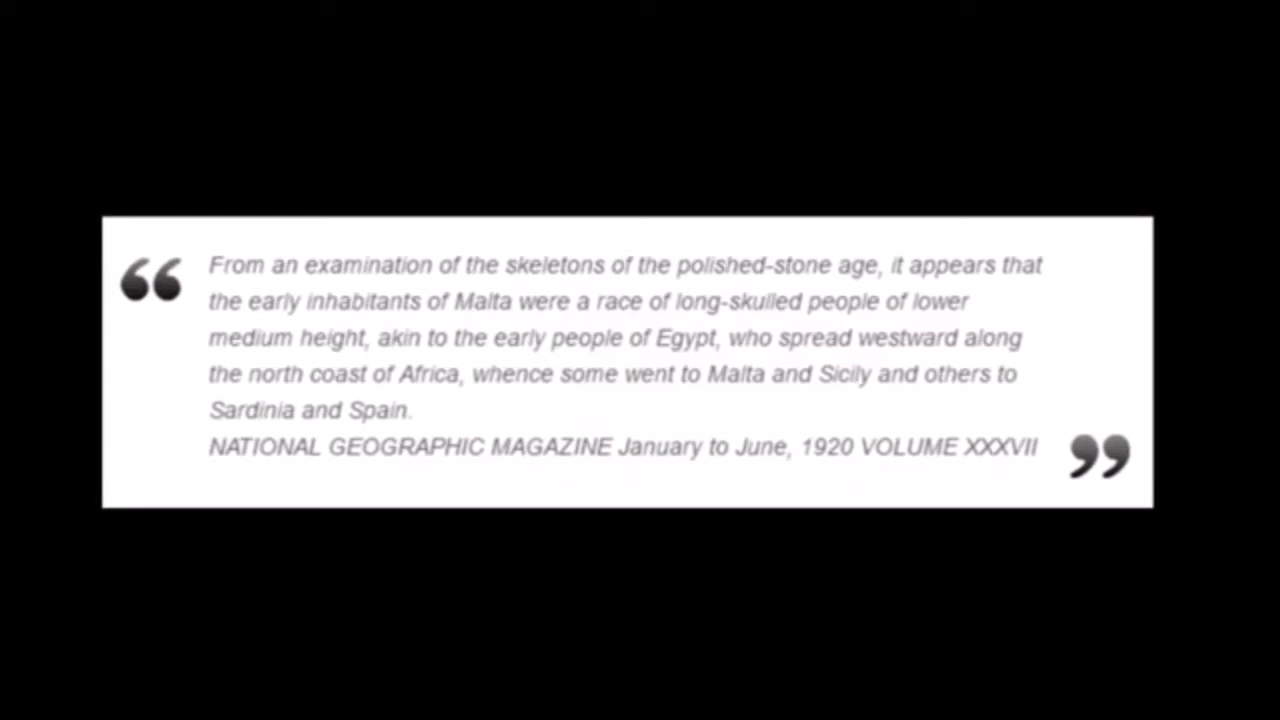 “ From an examination of the skeletons of the polished-stone age, it appears that
the early inhabitants of Malta were a race of long-skulled people of lower
medium height, akin to the early people of Egypt, who spread westward along
the north coast of Africa, whence some went to Malta and Sicily and others to
Sardinia and Spain.
NATIONAL GEOGRAPHIC MAGAZINE January to June, 1920 VOLUME XXXVII ”